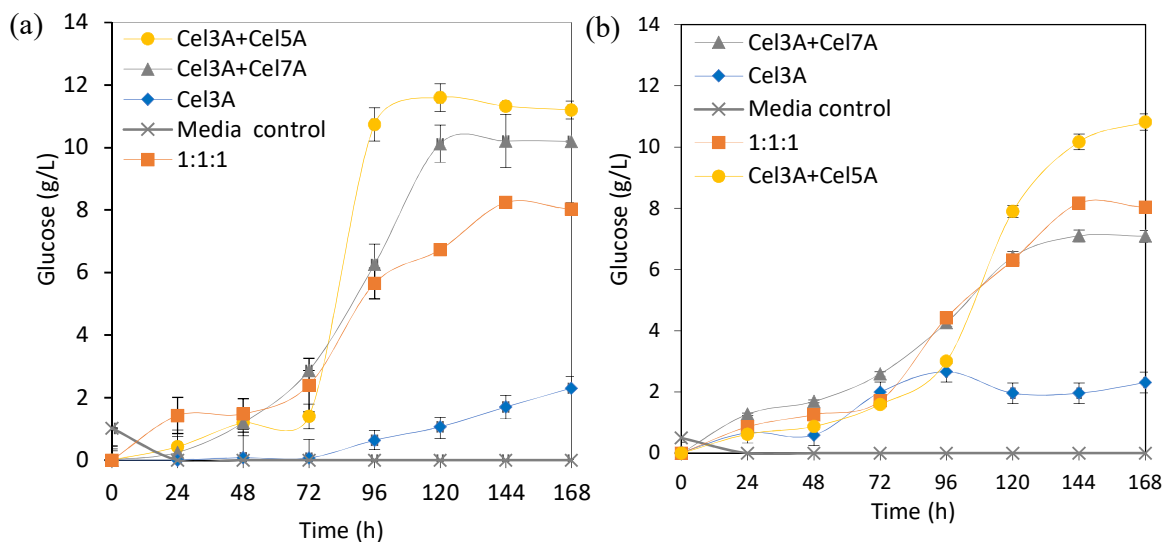 (a)
14
12
10
8
6
4
2
0
Glucose (g/L)
Cel3A+Cel5A
Cel3A+Cel7A
Cel3A
Media control
1:1:1
0 24 48 72 96 120 144 168
Time (h)
(b)
14
12
10
8
6
4
2
0
Glucose (g/L)
Cel3A+Cel7A
Cel3A
Media control
1:1:1
Cel3A+Cel5A
0 24 48 72 96 120 144 168
Time (h)